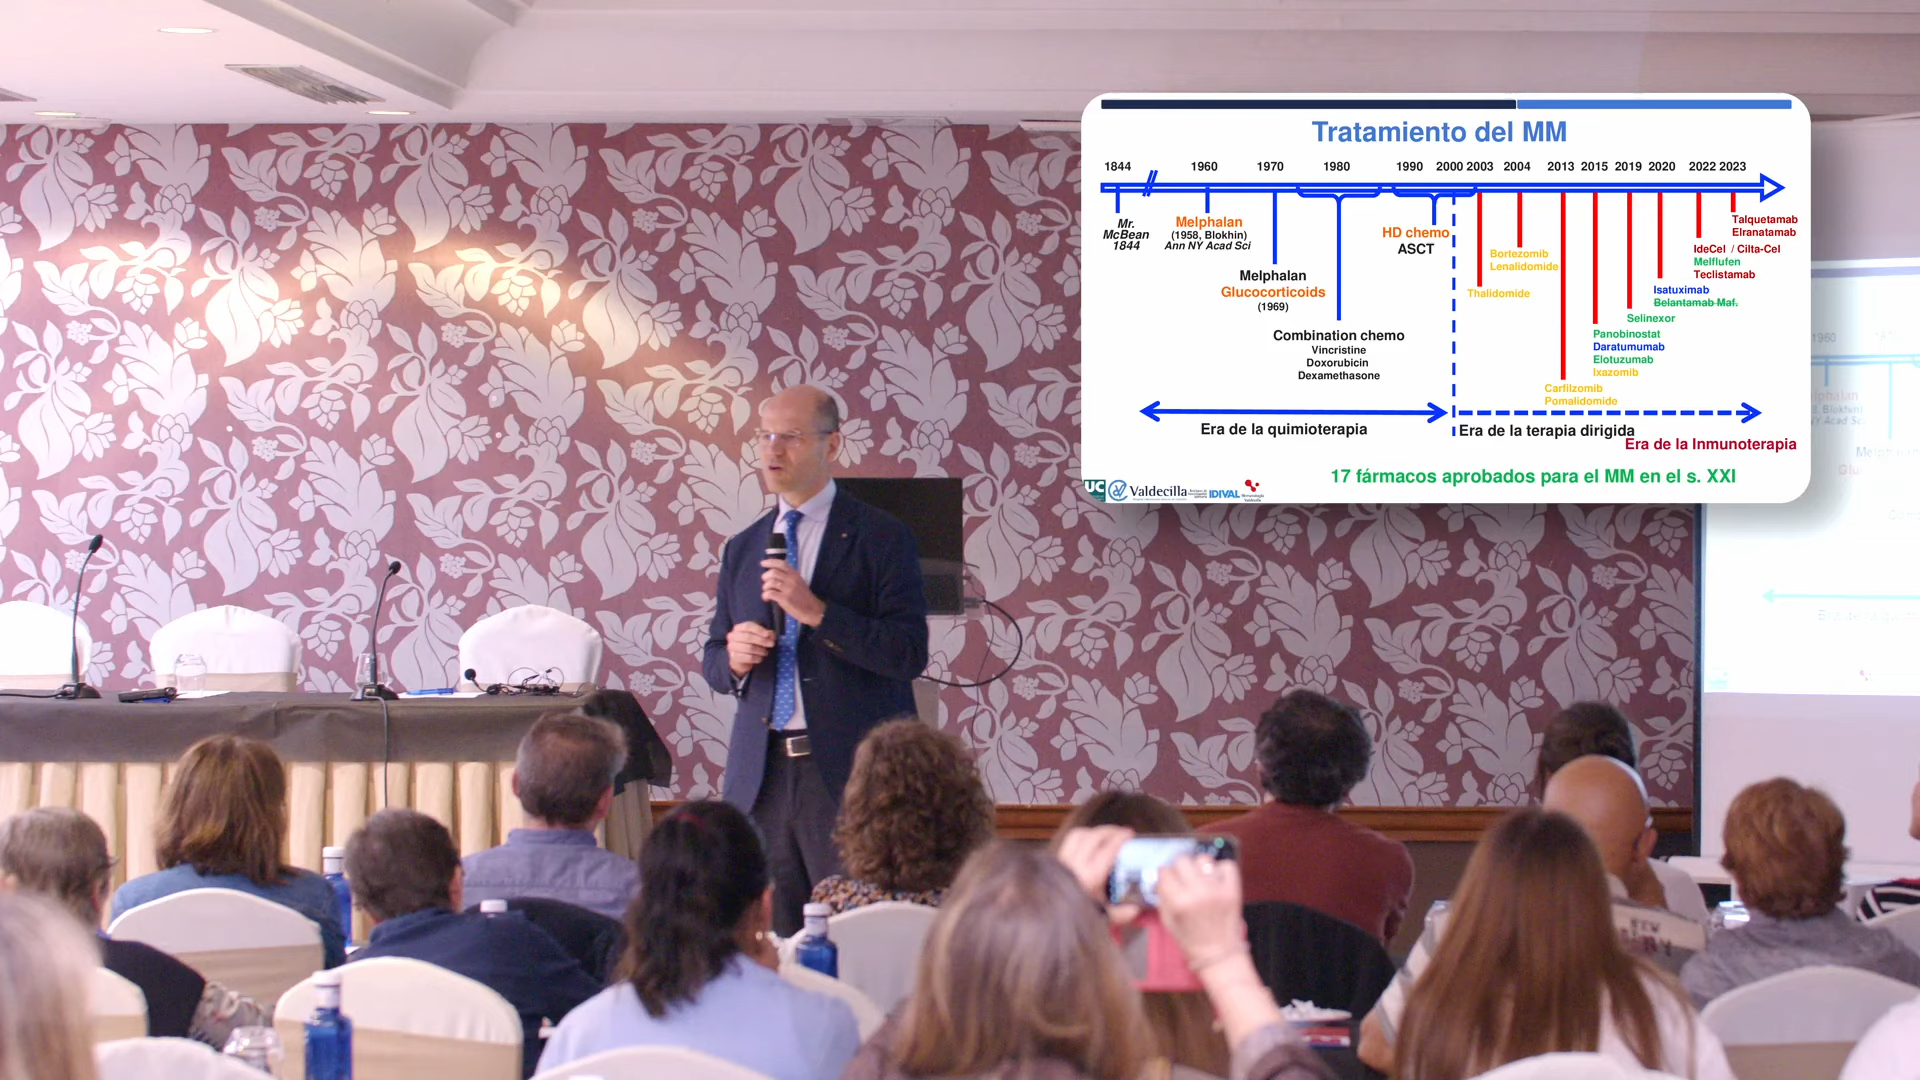 Tratamiento del MM
1844 1960 1970 1980 1990 2000 2003 2004 2013 2015 2019 2020 2022 2023
Mr.
McBean
1844
Melphalan
(1958, Blokhin)
Ann NY Acad Sci
Melphalan
Glucocorticoids
(1969)
Combination chemo
Vincristine
Doxorubicin
Dexamethasone
HD chemo
ASCT
Thalidomide
Bortezomib
Lenalidomide
Carfilzomib
Pomalidomide
Panobinostat
Daratumumab
Elotuzumab
Ixazomib
Selinexor
Isatuximab
Belantamab Maf.
IdeCel / Cilta-Cel
Melflufen
Teclistamab
Talquetamab
Elranatamab
Era de la quimioterapia
Era de la terapia dirigida
Era de la Inmunoterapia
17 fármacos aprobados para el MM en el s. XXI
UC
Valdecilla
IDIVAL